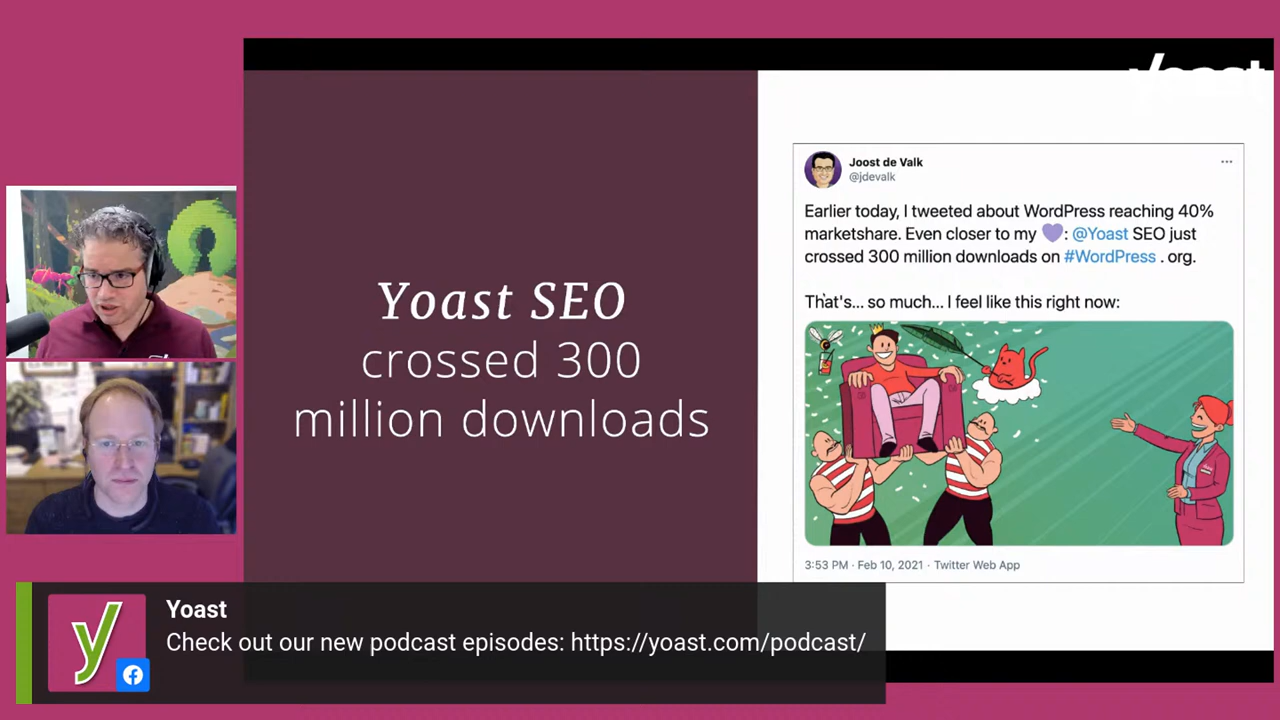 yoast
Yoast SEO
crossed 300
million downloads
Joost de Valk
@jdevalk
Earlier today, I tweeted about WordPress reaching 40%
marketshare. Even closer to my 💜: @Yoast SEO just
crossed 300 million downloads on #WordPress . org.
That's... so much... I feel like this right now:
3:53 PM · Feb 10, 2021 · Twitter Web App
y
Yoast
Check out our new podcast episodes: https://yoast.com/podcast/